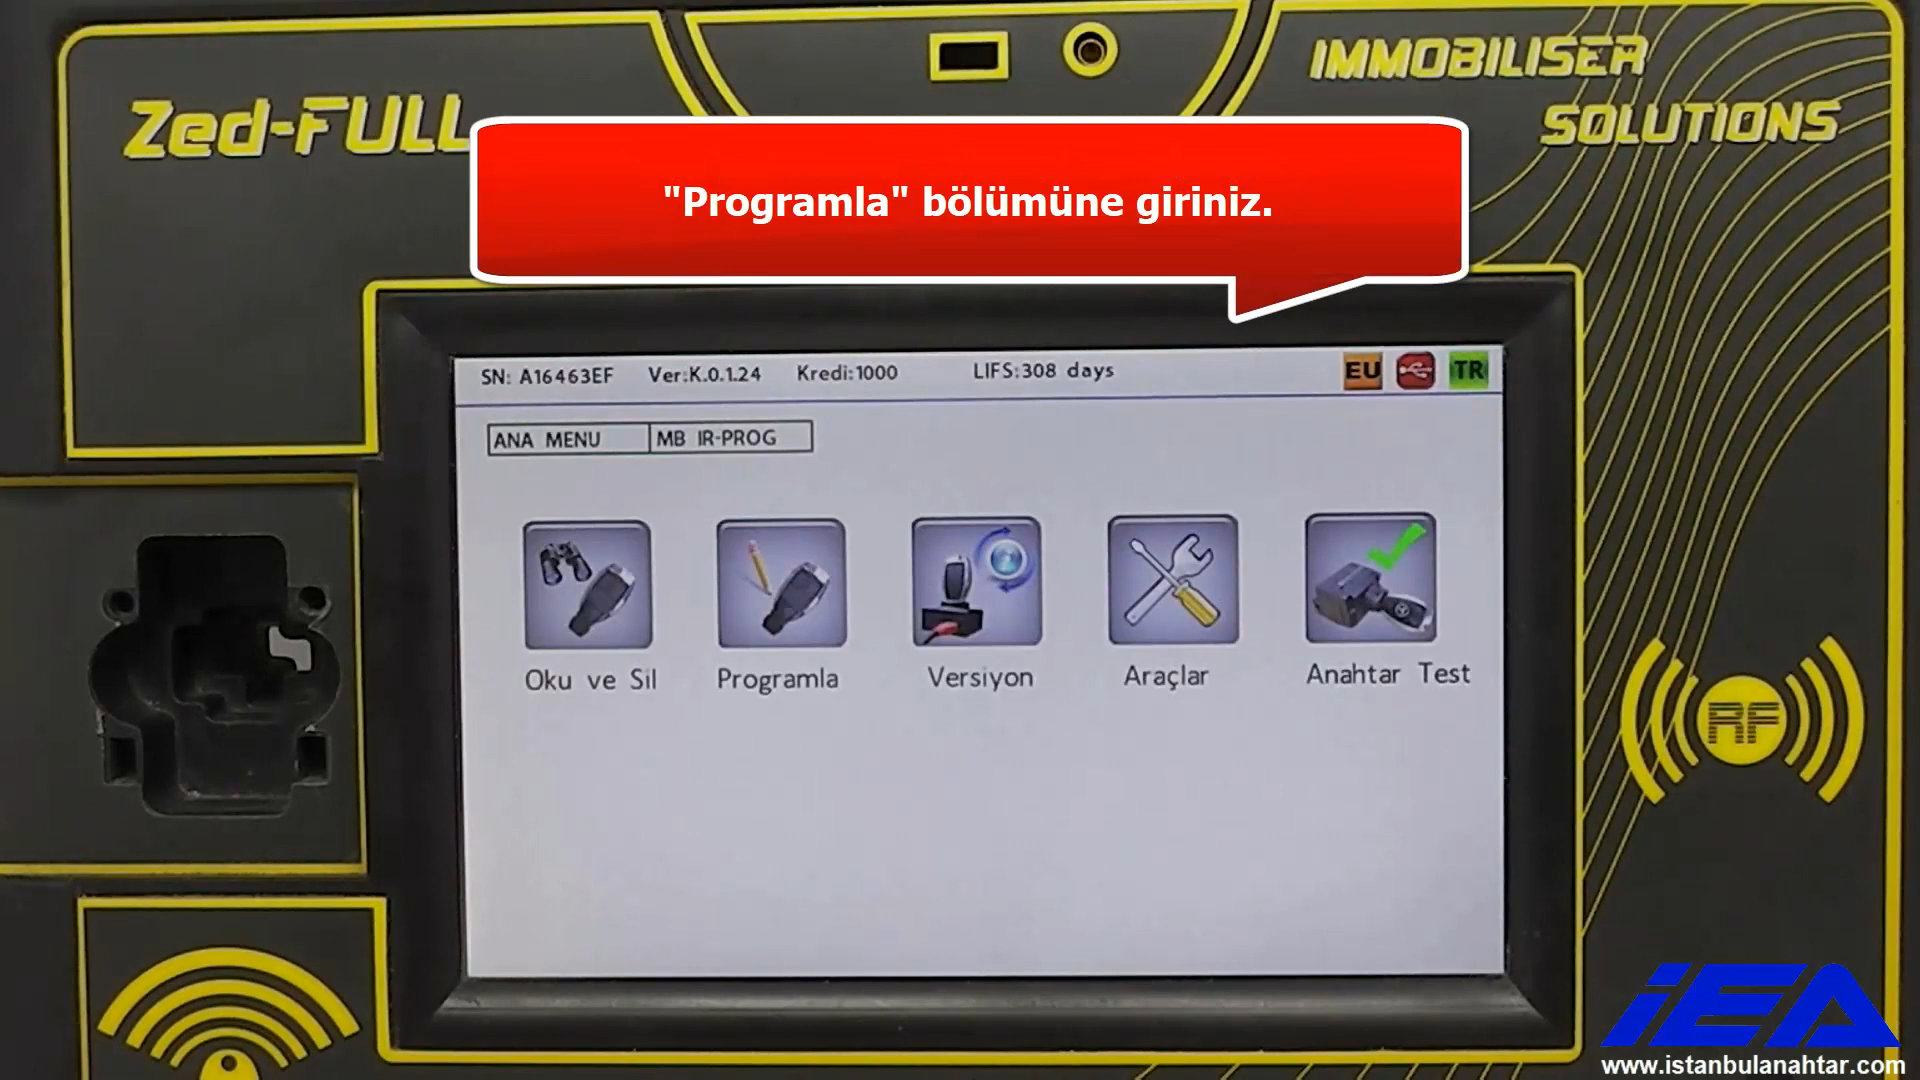 IMMOBILISER
SOLUTIONS
Zed-FULL
"Programla" bölümüne giriniz.
SN: A16463EF Ver:K.0.1.24 Kredi:1000 LIFS:308 days EU TR
ANA MENU MB IR-PROG
Oku ve Sil Programla Versiyon Araçlar Anahtar Test
RF
iEA
www.istanbulanahtar.com